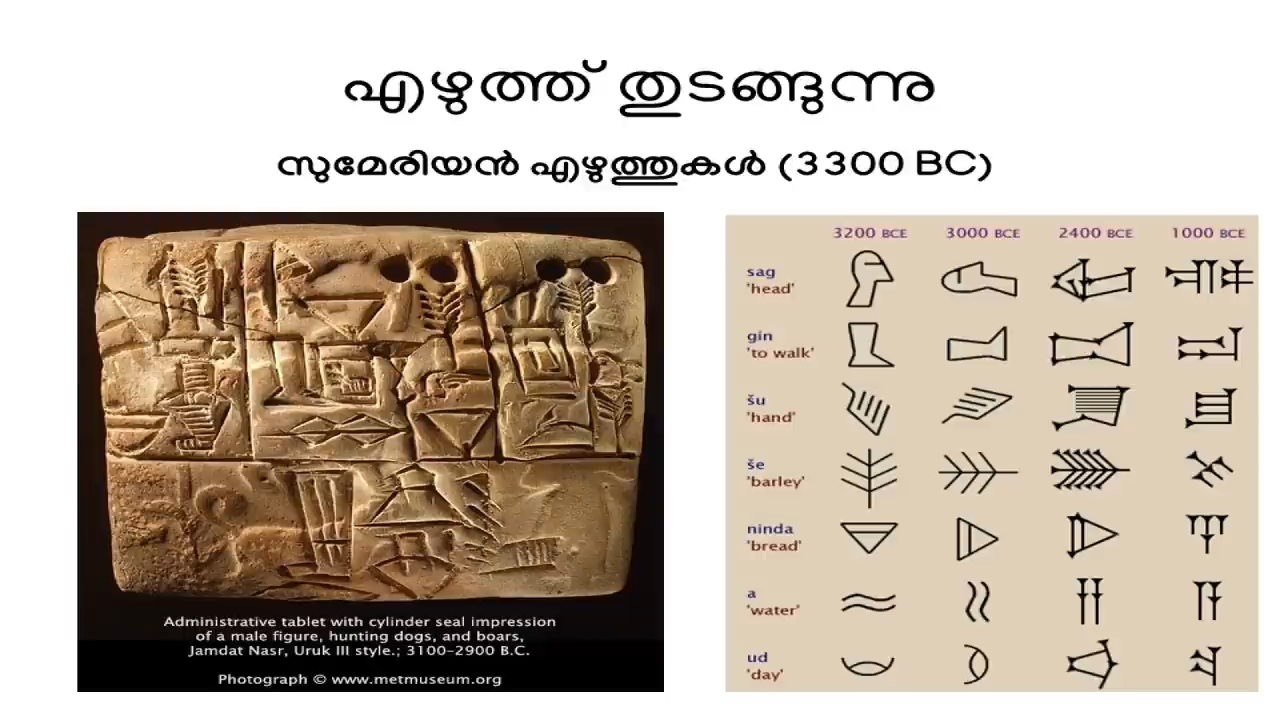 എഴുത്ത് തുടങ്ങുന്നു
സുമേരിയൻ എഴുത്തുകൾ (3300 BC)
Administrative tablet with cylinder seal impression
of a male figure, hunting dogs, and boars,
Jamdat Nasr, Uruk III style.; 3100–2900 B.C.
Photograph © www.metmuseum.org
3200 BCE 3000 BCE 2400 BCE 1000 BCE
sag
'head'
gin
'to walk'
šu
'hand'
še
'barley'
ninda
'bread'
a
'water'
ud
'day'